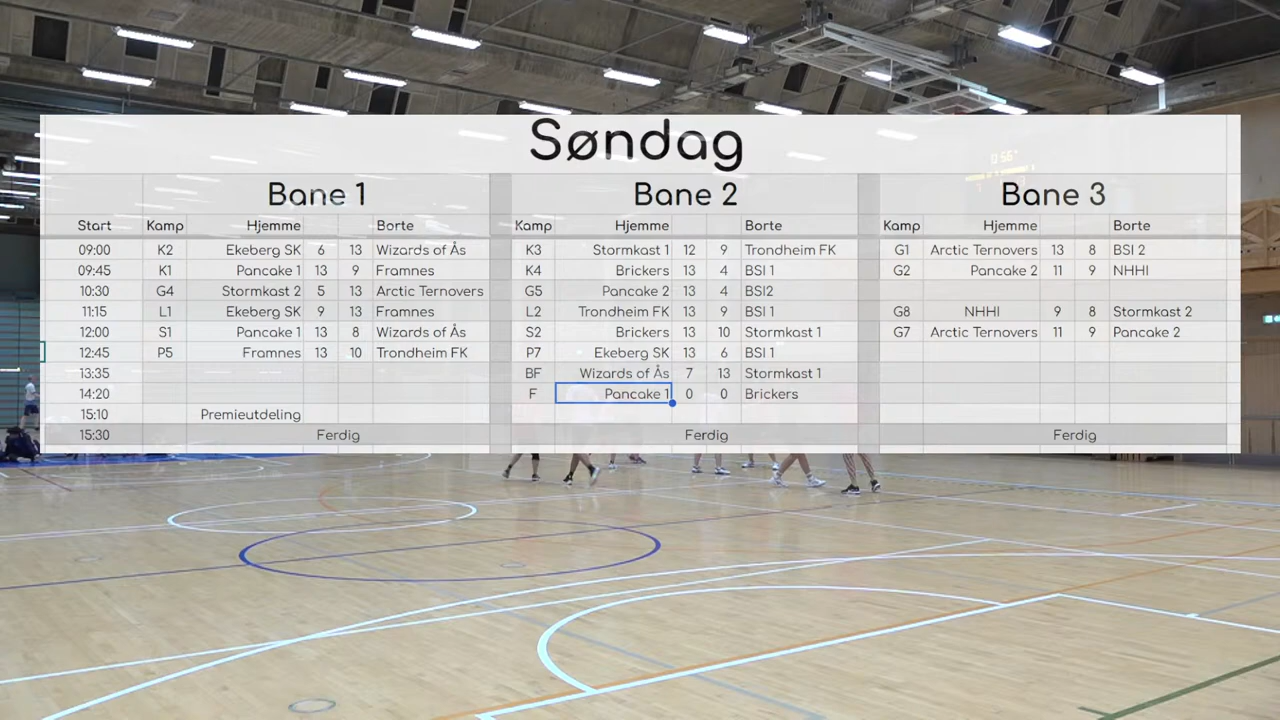 Søndag
Bane 1 Bane 2 Bane 3
Start Kamp Hjemme Borte Kamp Hjemme Borte Kamp Hjemme Borte
09:00 K2 Ekeberg SK 6 13 Wizards of Ås K3 Stormkast 1 12 9 Trondheim FK G1 Arctic Ternovers 13 8 BSI 2
09:45 K1 Pancake 1 13 9 Framnes K4 Brickers 13 4 BSI 1 G2 Pancake 2 11 9 NHHI
10:30 G4 Stormkast 2 5 13 Arctic Ternovers G5 Pancake 2 13 4 BSI2
11:15 L1 Ekeberg SK 9 13 Framnes L2 Trondheim FK 13 9 BSI 1 G8 NHHI 9 8 Stormkast 2
12:00 S1 Pancake 1 13 8 Wizards of Ås S2 Brickers 13 10 Stormkast 1 G7 Arctic Ternovers 11 9 Pancake 2
12:45 P5 Framnes 13 10 Trondheim FK P7 Ekeberg SK 13 6 BSI 1
13:35 BF Wizards of Ås 7 13 Stormkast 1
14:20 F Pancake 1 0 0 Brickers
15:10 Premieutdeling
15:30 Ferdig Ferdig Ferdig